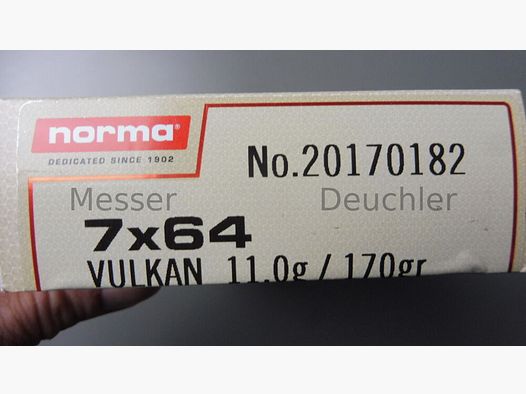 norma®
DEDICATED SINCE 1902
No.20170182
Messer Deuchler
7x64
VULKAN 11.0g / 170gr